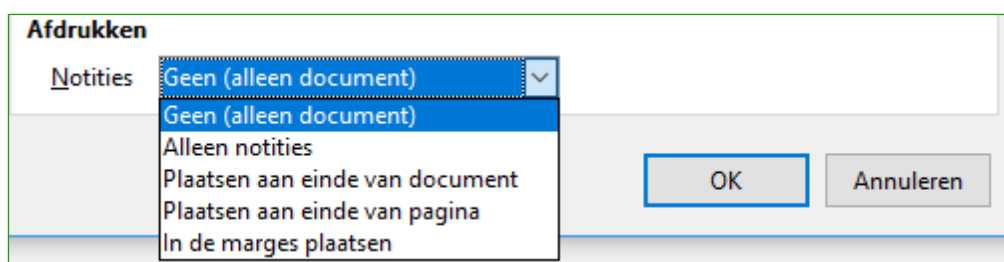 Afdrukken
Notities Geen (alleen document)
Geen (alleen document)
Alleen notities
Plaatsen aan einde van document
Plaatsen aan einde van pagina
In de marges plaatsen
OK Annuleren